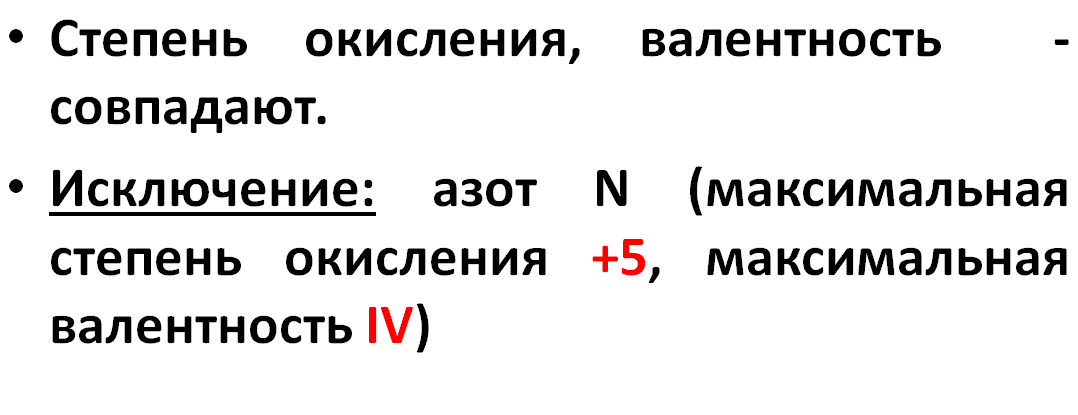 • Степень окисления, валентность -
совпадают.
• Исключение: азот N (максимальная
степень окисления +5, максимальная
валентность IV)